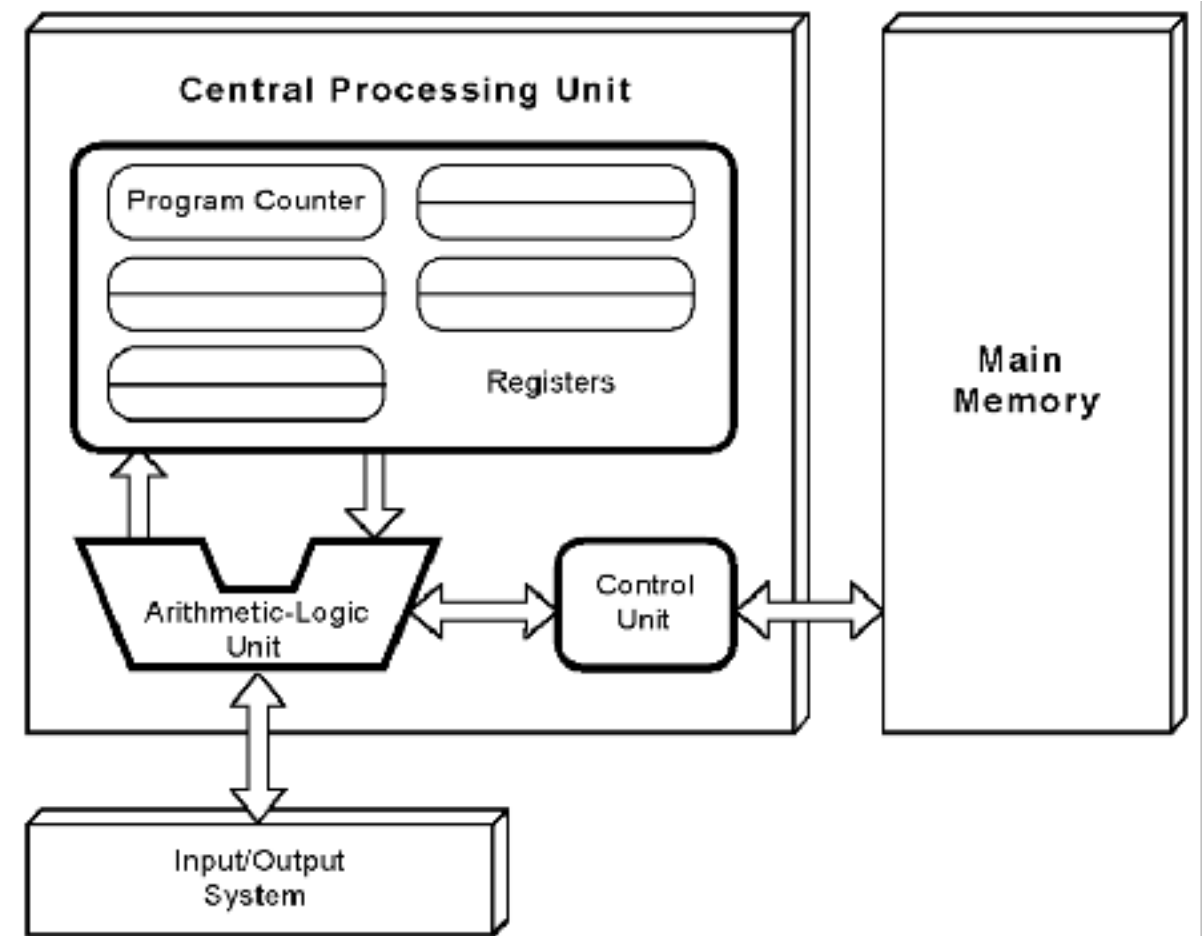 Central Processing Unit
Program Counter
Registers
Main
Memory
Arithmetic-Logic
Unit
Control
Unit
Input/Output
System